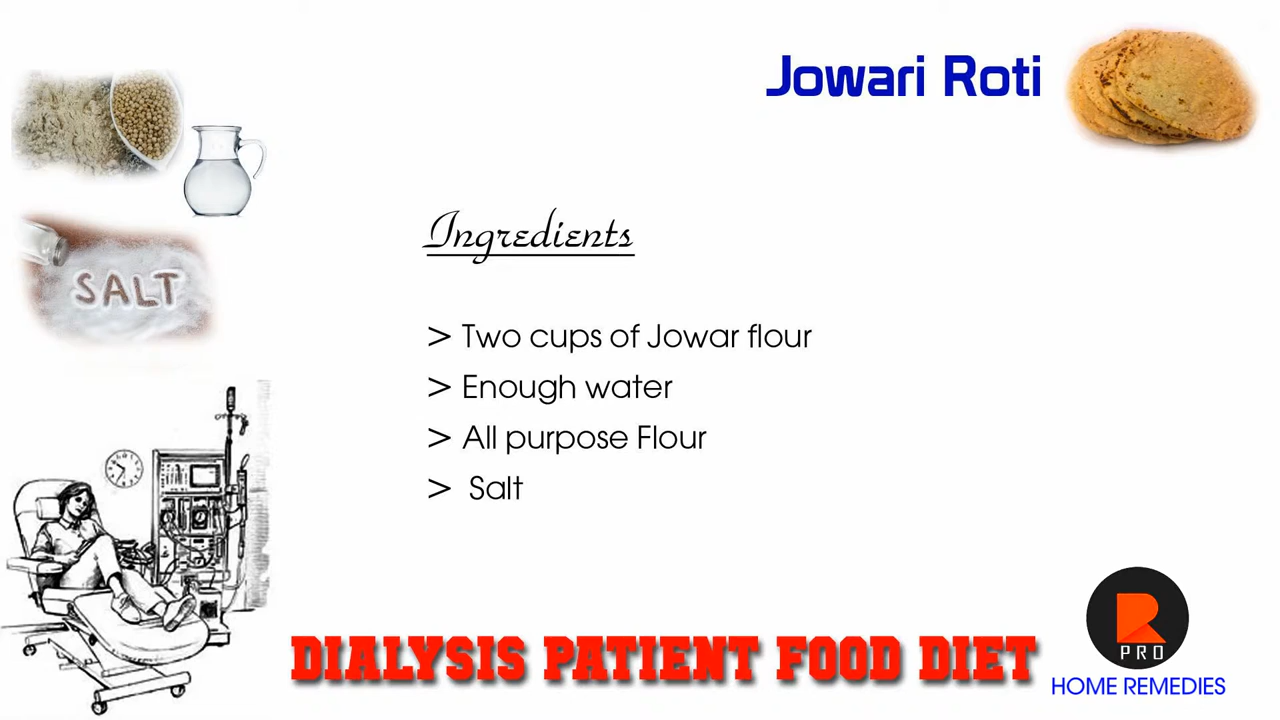 Jowari Roti
SALT
Ingredients
> Two cups of Jowar flour
> Enough water
> All purpose Flour
> Salt
DIALYSIS PATIENT FOOD DIET
R
PRO
HOME REMEDIES